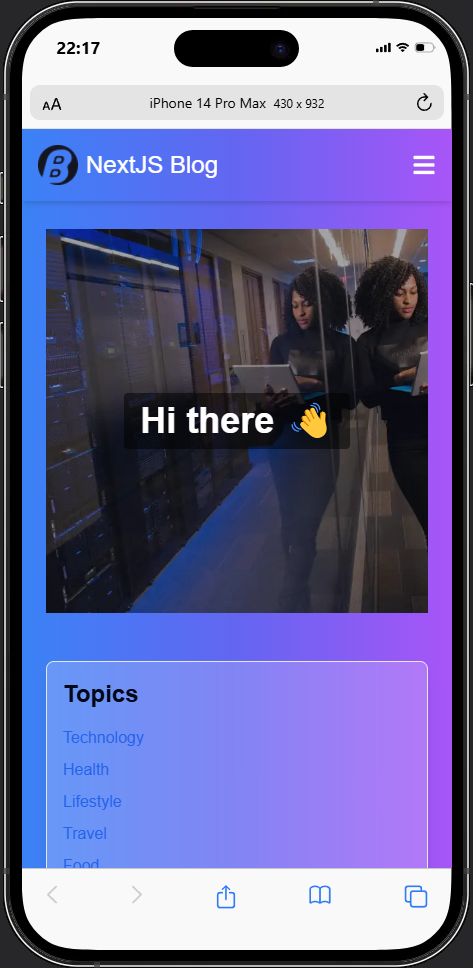 22:17
AA iPhone 14 Pro Max 430 x 932
B NextJS Blog
Hi there 👋
Topics
Technology
Health
Lifestyle
Travel
Food